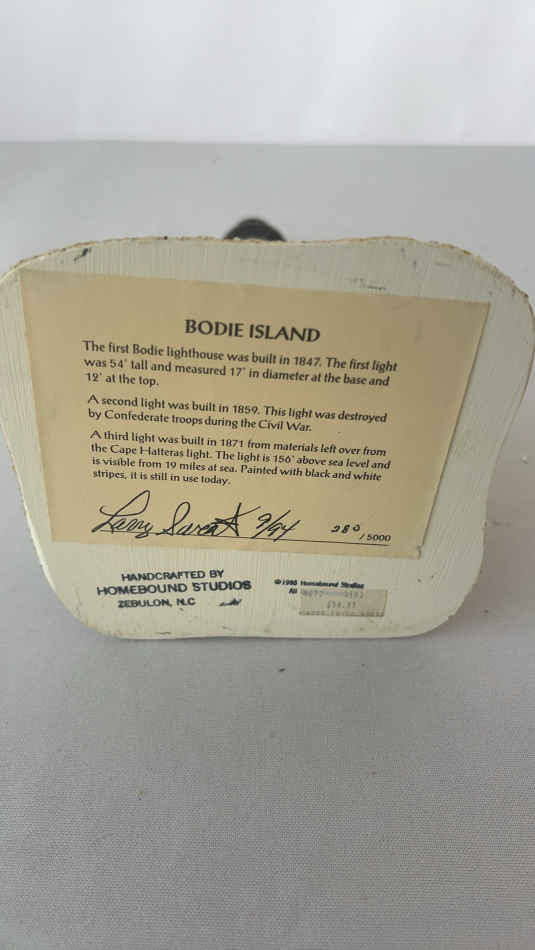 BODIE ISLAND
The first Bodie lighthouse was built in 1847. The first light
was 54' tall and measured 17' in diameter at the base and
12' at the top.
A second light was built in 1859. This light was destroyed
by Confederate troops during the Civil War.
A third light was built in 1871 from materials left over from
the Cape Hatteras light. The light is 156' above sea level and
is visible from 19 miles at sea. Painted with black and white
stripes, it is still in use today.
Larry 9/94 280 / 5000
HANDCRAFTED BY
HOMEBOUND STUDIOS
ZEBULON, N.C
© Homebound Studios
All